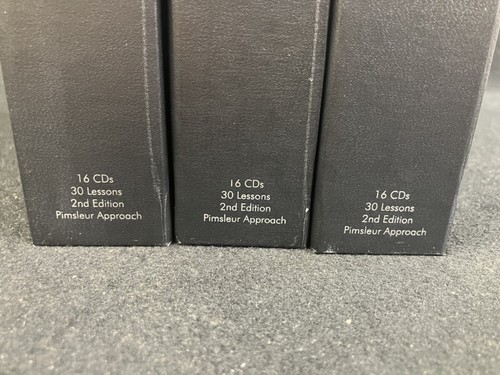 16 CDs
30 Lessons
2nd Edition
Pimsleur Approach
16 CDs
30 Lessons
2nd Edition
Pimsleur Approach
16 CDs
30 Lessons
2nd Edition
Pimsleur Approach